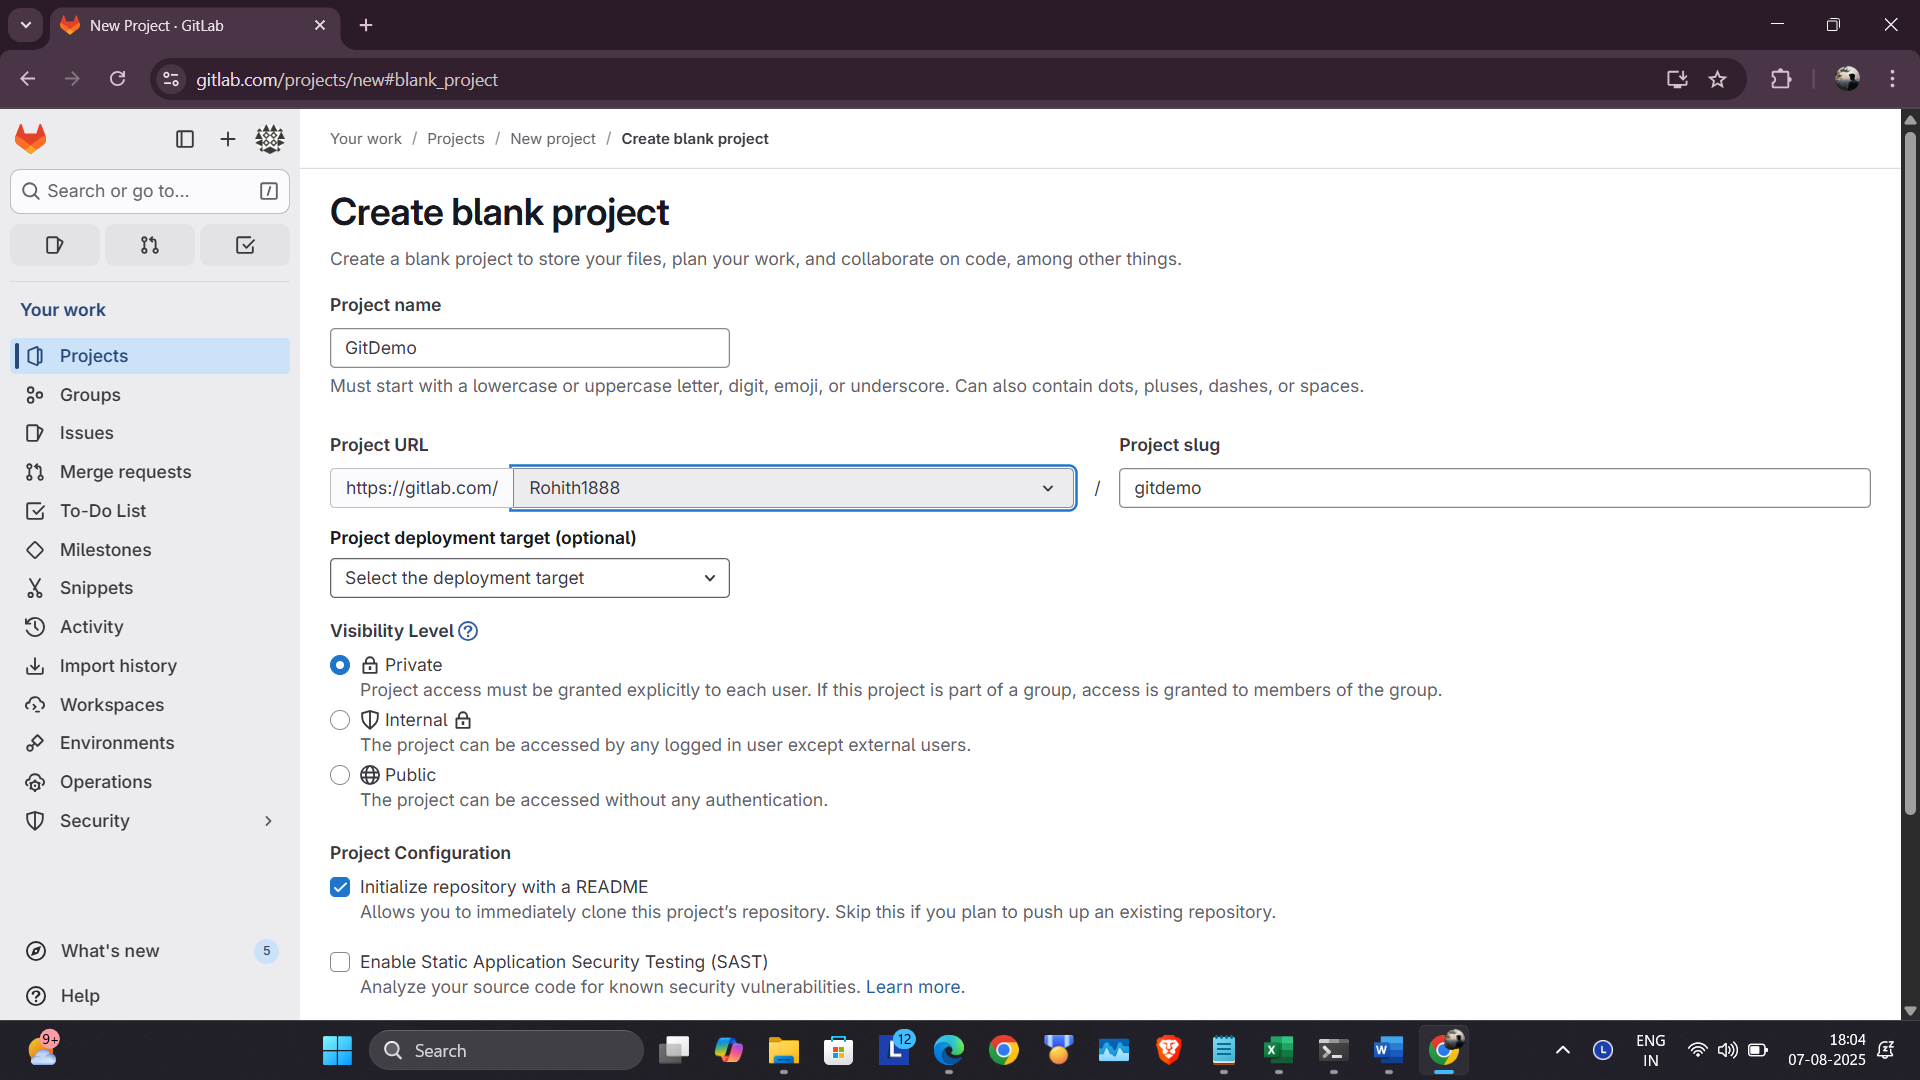 New Project · GitLab
gitlab.com/projects/new#blank_project
Your work / Projects / New project / Create blank project
Search or go to... /
Your work
Projects
Groups
Issues
Merge requests
To-Do List
Milestones
Snippets
Activity
Import history
Workspaces
Environments
Operations
Security
What's new 5
Help
Create blank project
Create a blank project to store your files, plan your work, and collaborate on code, among other things.
Project name
GitDemo
Must start with a lowercase or uppercase letter, digit, emoji, or underscore. Can also contain dots, pluses, dashes, or spaces.
Project URL
Project slug
https://gitlab.com/ Rohith1888 / gitdemo
Project deployment target (optional)
Select the deployment target
Visibility Level ?
Private
Project access must be granted explicitly to each user. If this project is part of a group, access is granted to members of the group.
Internal
The project can be accessed by any logged in user except external users.
Public
The project can be accessed without any authentication.
Project Configuration
Initialize repository with a README
Allows you to immediately clone this project’s repository. Skip this if you plan to push up an existing repository.
Enable Static Application Security Testing (SAST)
Analyze your source code for known security vulnerabilities. Learn more.
9+
Search
L 12
L
ENG
IN
18:04
07-08-2025